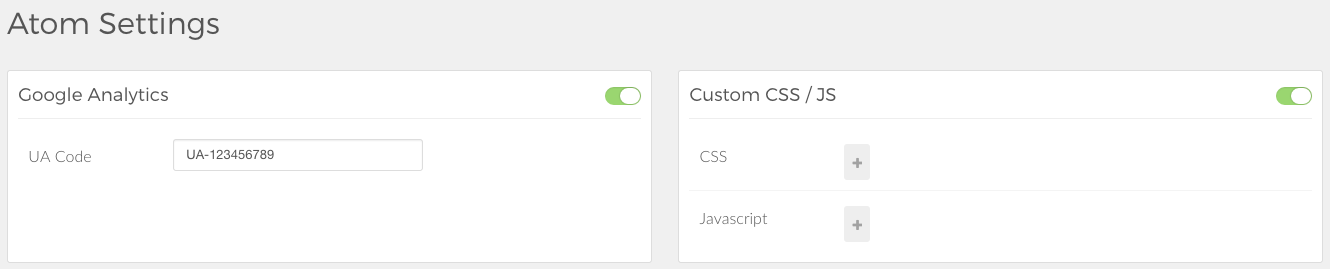 Atom Settings
Google Analytics
UA Code
UA-123456789
Custom CSS / JS
CSS
+
Javascript
+